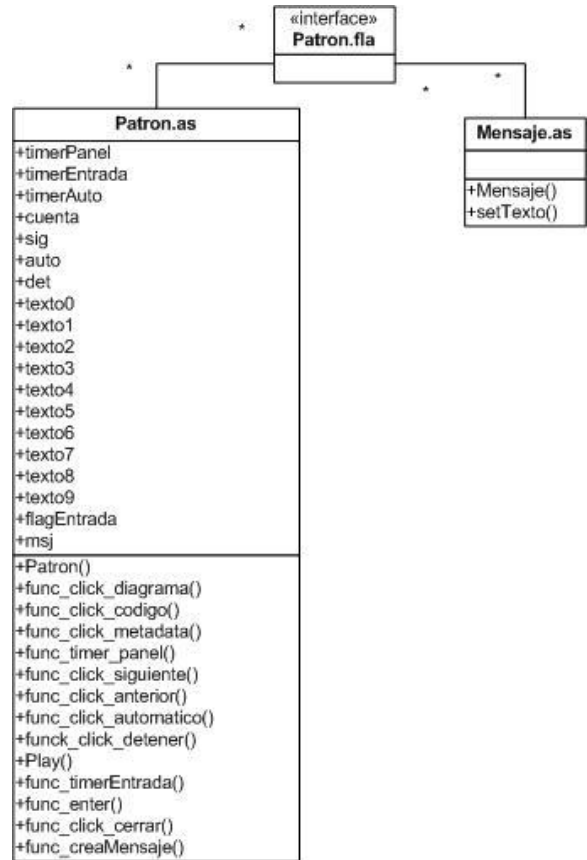 «interface»
Patron.fla
*
*
*
*
Patron.as
+timerPanel
+timerEntrada
+timerAuto
+cuenta
+sig
+auto
+det
+texto0
+texto1
+texto2
+texto3
+texto4
+texto5
+texto6
+texto7
+texto8
+texto9
+flagEntrada
+msj
+Patron()
+func_click_diagrama()
+func_click_codigo()
+func_click_metadata()
+func_timer_panel()
+func_click_siguiente()
+func_click_anterior()
+func_click_automatico()
+funck_click_detener()
+Play()
+func_timerEntrada()
+func_enter()
+func_click_cerrar()
+func_creaMensaje()
Mensaje.as
+Mensaje()
+setTexto()